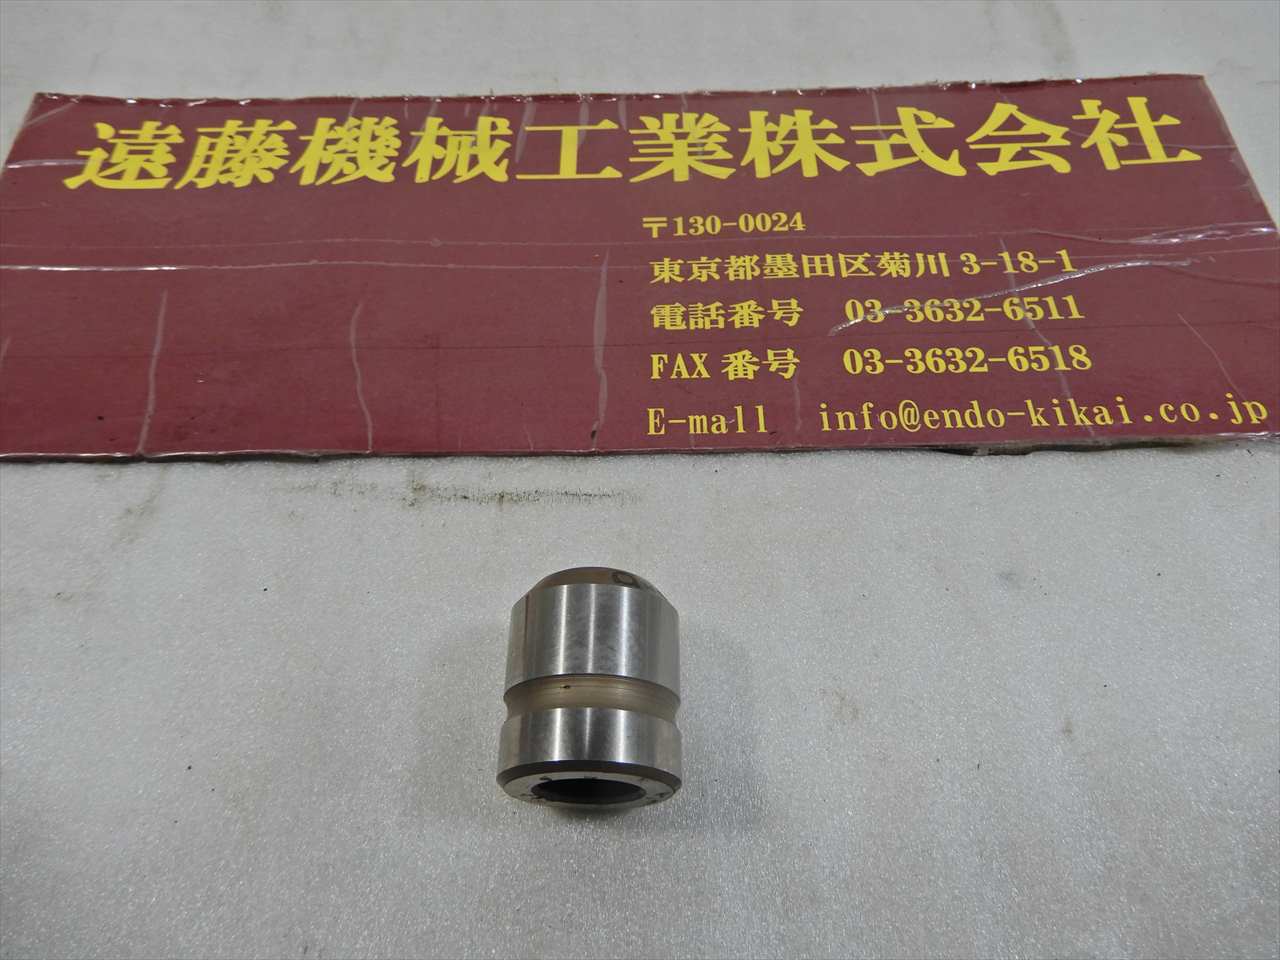 遠藤機械工業株式会社
〒130-0024
東京都墨田区菊川 3-18-1
電話番号 03-3632-6511
FAX 番号 03-3632-6518
E-mall info@endo-kikai.co.jp